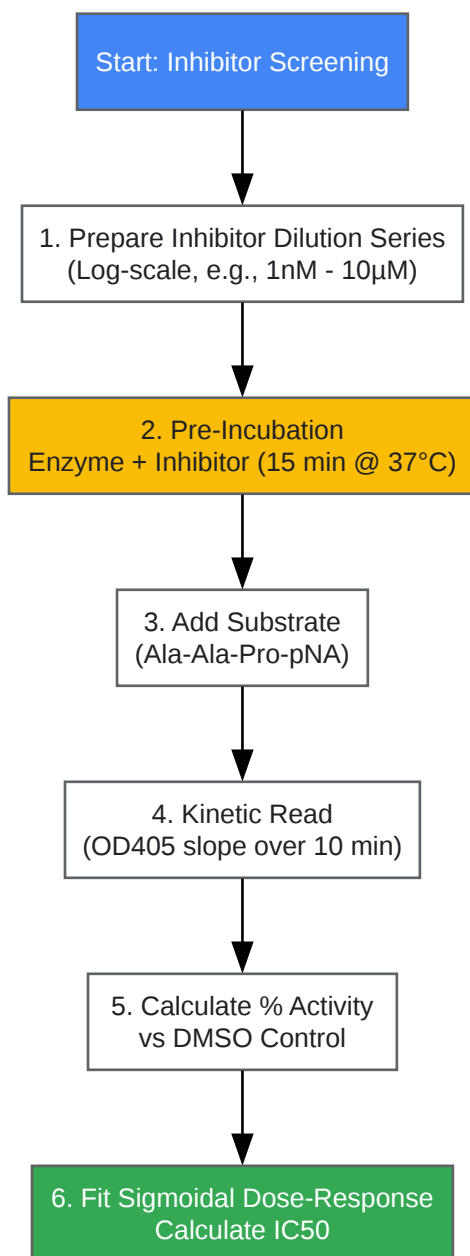 Start: Inhibitor Screening
1. Prepare Inhibitor Dilution Series
(Log-scale, e.g., 1nM - 10µM)
2. Pre-Incubation
Enzyme + Inhibitor (15 min @ 37°C)
3. Add Substrate
(Ala-Ala-Pro-pNA)
4. Kinetic Read
(OD405 slope over 10 min)
5. Calculate % Activity
vs DMSO Control
6. Fit Sigmoidal Dose-Response
Calculate IC50